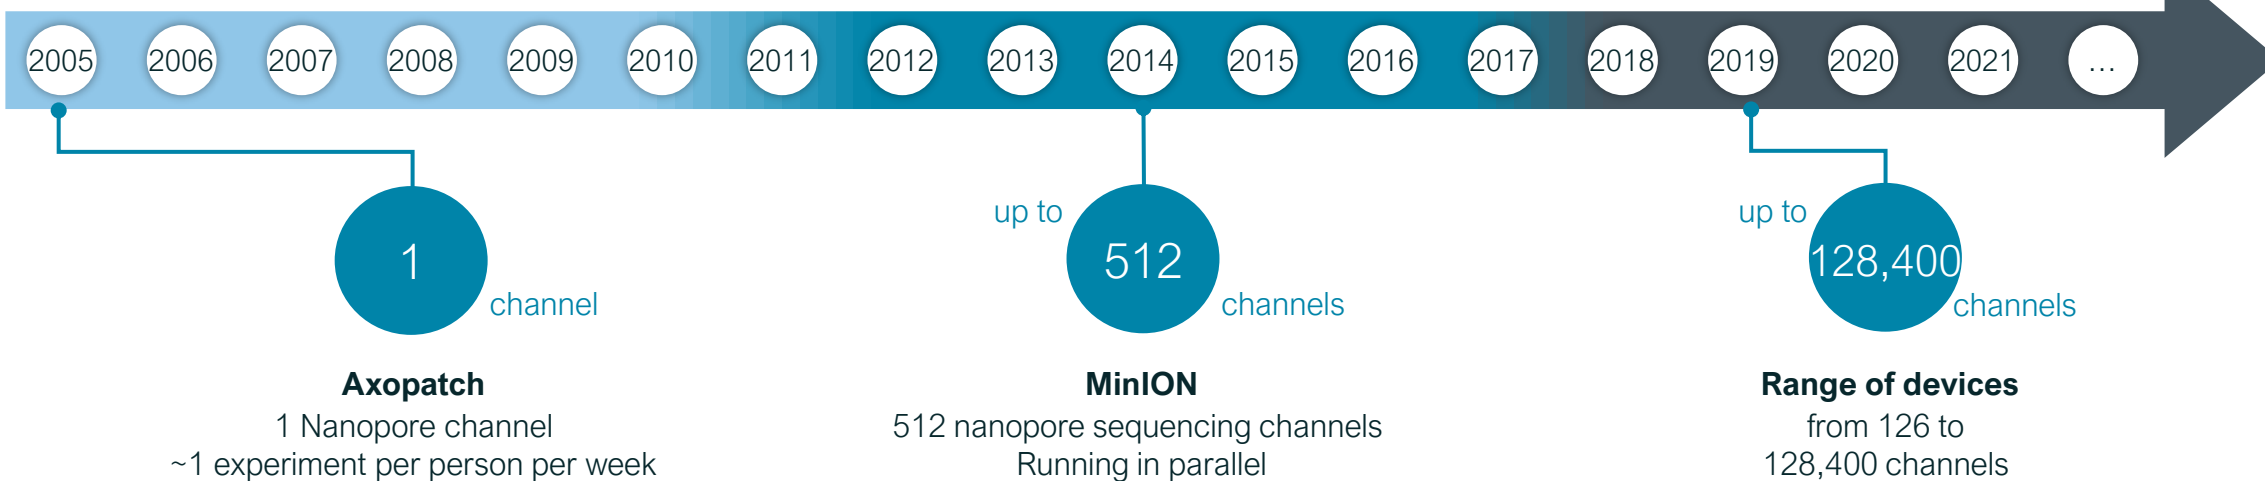 2005 2006 2007 2008 2009 2010 2011 2012 2013 2014 2015 2016 2017 2018 2019 2020 2021 ...
1
channel
Axopatch
1 Nanopore channel
~1 experiment per person per week
up to
512
channels
MinION
512 nanopore sequencing channels
Running in parallel
up to
128,400
channels
Range of devices
from 126 to
128,400 channels